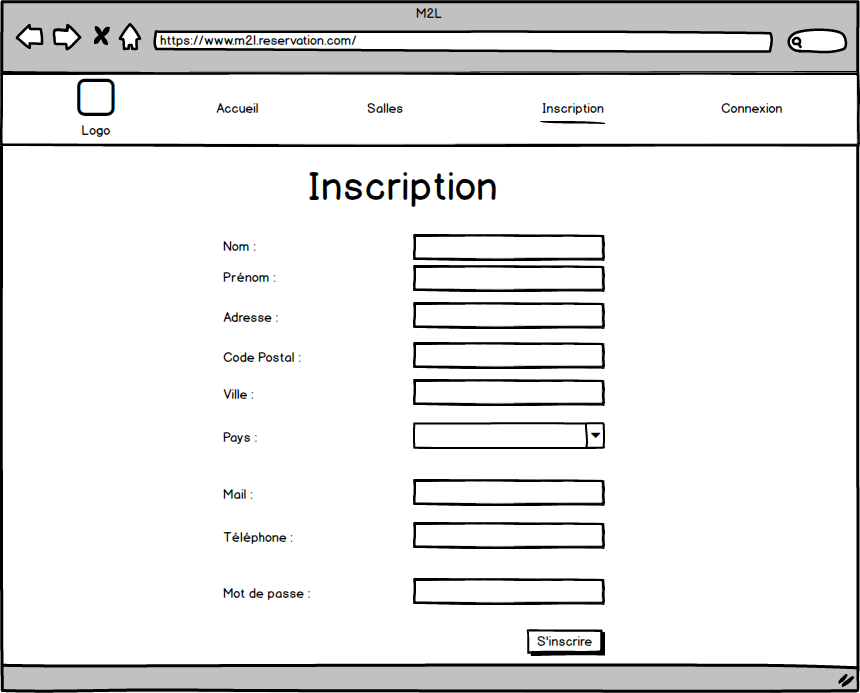 M2L
https://www.m2l.reservation.com/
Logo
Accueil
Salles
Inscription
Connexion
Inscription
Nom :
Prénom :
Adresse :
Code Postal :
Ville :
Pays :
Mail :
Téléphone :
Mot de passe :
S'inscrire